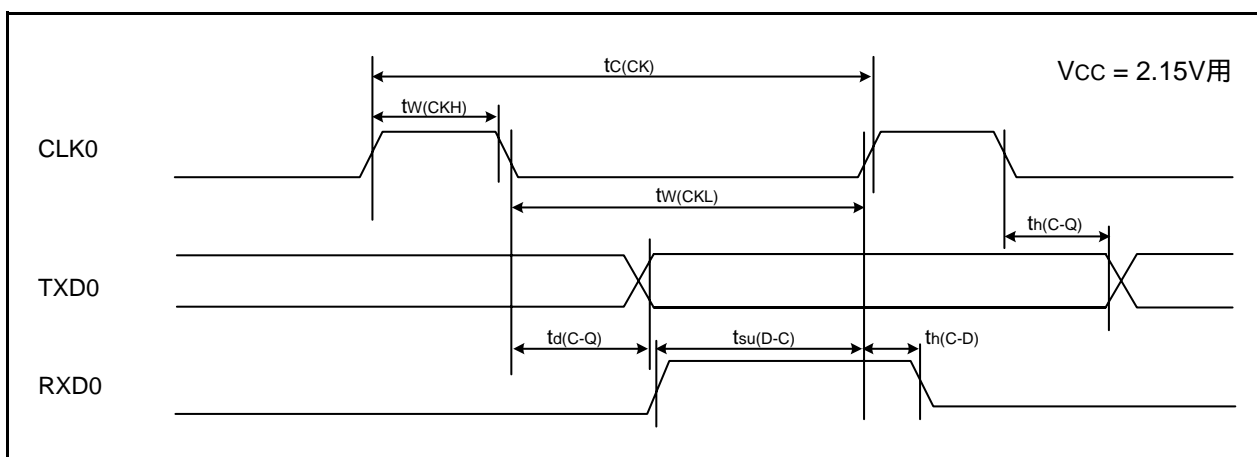 tC(CK)
VCC = 2.15V用
tW(CKH)
CLK0
tW(CKL)
th(C-Q)
TXD0
td(C-Q)
tsu(D-C)
th(C-D)
RXD0